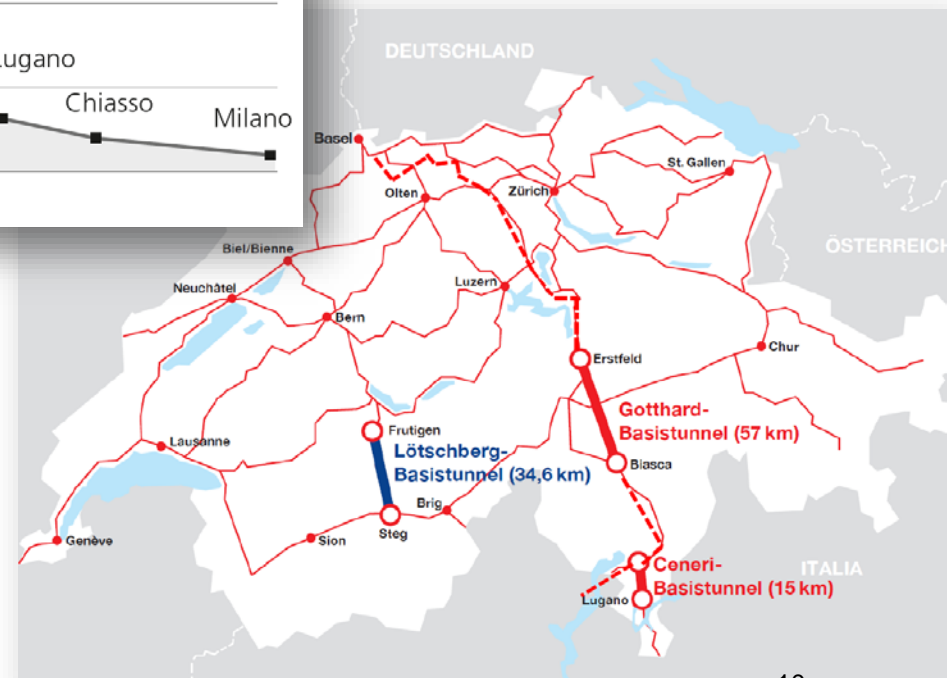 Lugano
Chiasso
Milano
DEUTSCHLAND
Basel
St. Gallen
Olten
Zürich
ÖSTERREICH
Biel/Bienne
Neuchâtel
Luzern
Bern
Erstfeld
Chur
Gotthard-
Basistunnel (57 km)
Frutigen
Lausanne
Lötschberg-
Basistunnel (34,6 km)
Biasca
Brig
Steg
Sion
Genève
Ceneri-
Basistunnel (15 km)
ITALIA
Lugano